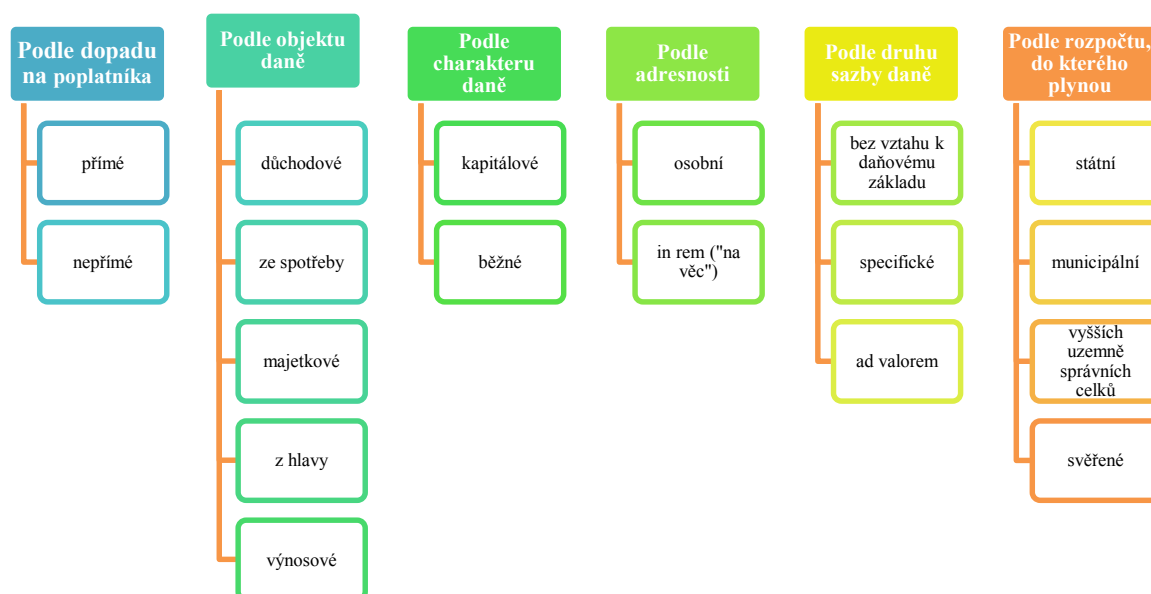 Podle dopadu
na poplatníka
přímé
nepřímé
Podle objektu
daně
důchodové
ze spotřeby
majetkové
z hlavy
výnosové
Podle
charakteru
daně
kapitálové
běžné
Podle
adresnosti
osobní
in rem ("na
věc")
Podle druhu
sazby daně
bez vztahu k
daňovému
základu
specifické
ad valorem
Podle rozpočtu,
do kterého
plynou
státní
municipální
vyšších
uzemně
správních
celků
svěřené